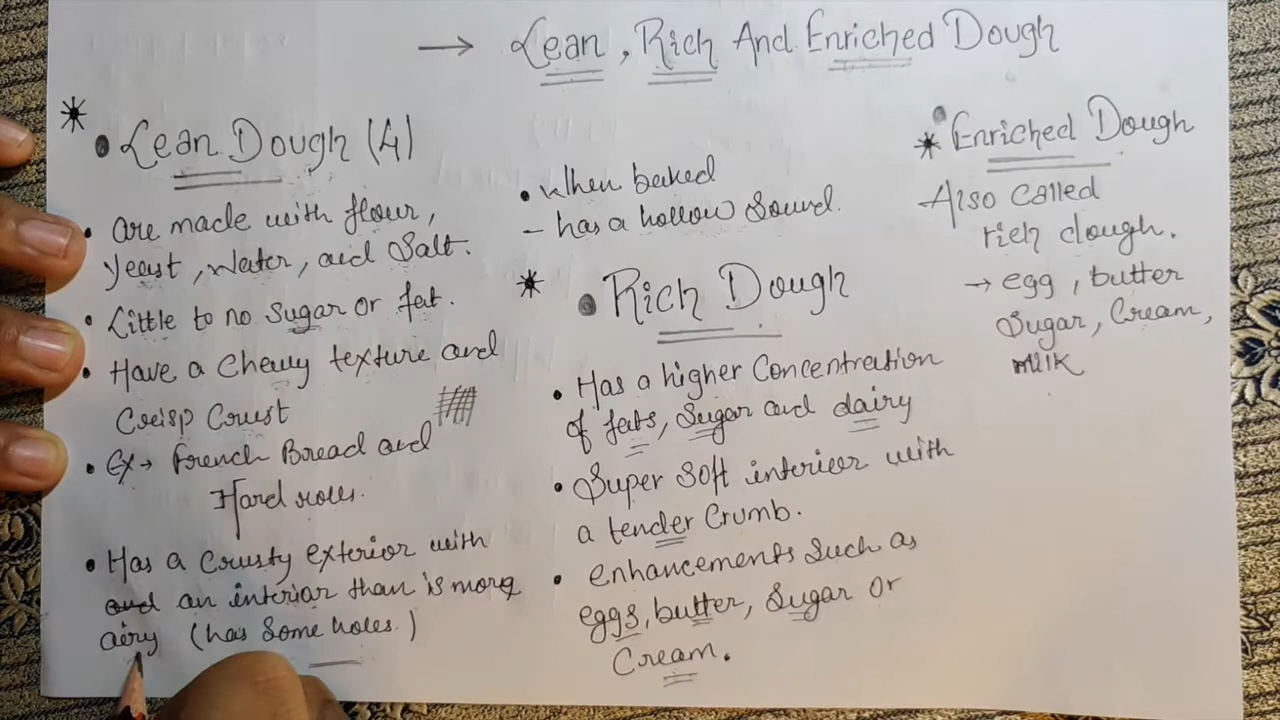 → Lean, Rich And Enriched Dough
* • Lean Dough (4)
• are made with flour,
yeast, water, and Salt.
• Little to no Sugar or fat.
• Have a Chewy texture and
Crisp Crust
• Ex→ French Bread and
Hard rolls.
• Has a Crusty exterior with
and an interiar than is more
airy (has Some holes.)
• When baked
– has a hollow Sound.
* • Rich Dough
• Has a higher Concentration
of fats, Sugar and dairy
• Super Soft interior with
a tender Crumb.
• enhancements Such as
eggs, butter, Sugar or
Cream.
• * Enriched Dough
Also called
rich dough.
→ egg, butter
Sugar, Cream,
milk